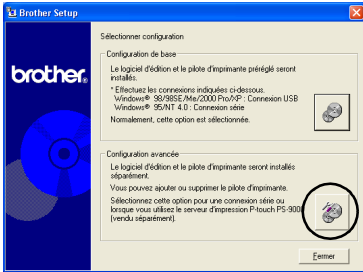 Brother Setup
Sélectionner configuration
Configuration de base
Le logiciel d'édition et le pilote d'imprimante préréglé seront
installés.
* Effectuez les connexions indiquées ci-dessous.
Windows® 98/98SE/Me/2000 Pro/XP : Connexion USB
Windows® 95/NT 4.0 : Connexion série
Normalement, cette option est sélectionnée.
brother®
Configuration avancée
Le logiciel d'édition et le pilote d'imprimante seront installés
séparément.
Vous pouvez ajouter ou supprimer le pilote d'imprimante.
Sélectionnez cette option pour une connexion série ou
lorsque vous utilisez le serveur d'impression P-touch PS-900
(vendu séparément).
Fermer